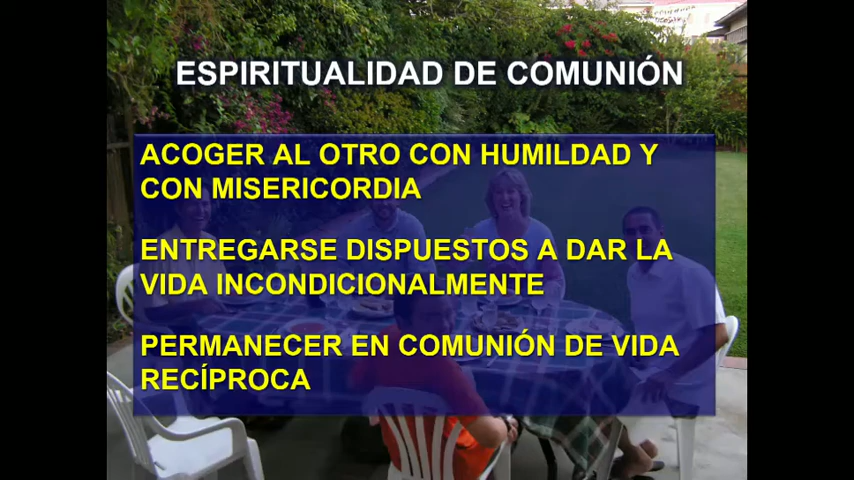 ESPIRITUALIDAD DE COMUNIÓN
ACOGER AL OTRO CON HUMILDAD Y
CON MISERICORDIA
ENTREGARSE DISPUESTOS A DAR LA
VIDA INCONDICIONALMENTE
PERMANECER EN COMUNIÓN DE VIDA
RECÍPROCA